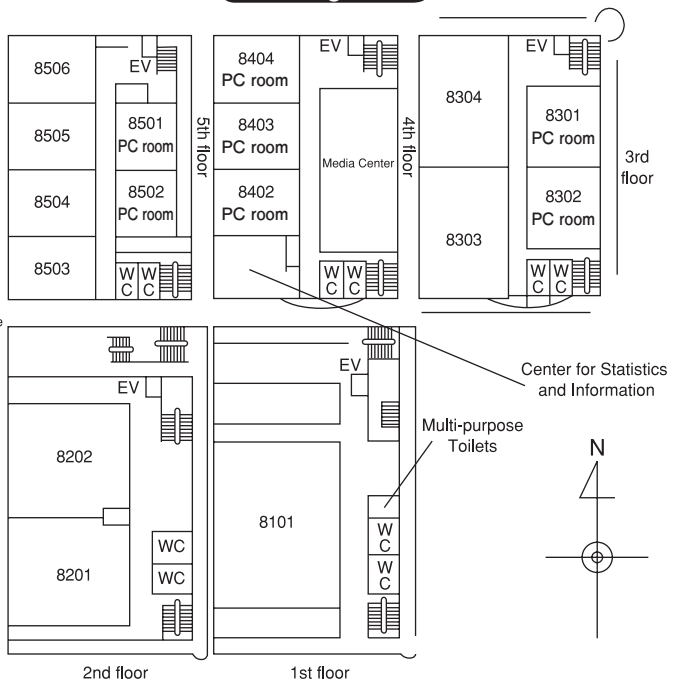 8506
8505
8504
8503
EV
8501
PC room
8502
PC room
W
C
W
C
5th floor
8404
PC room
8403
PC room
8402
PC room
EV
Media Center
W
C
W
C
4th floor
8304
8303
EV
8301
PC room
8302
PC room
W
C
W
C
3rd
floor
Center for Statistics
and Information
EV
8202
8201
WC
WC
2nd floor
EV
8101
Multi-purpose
Toilets
W
C
W
C
1st floor
N